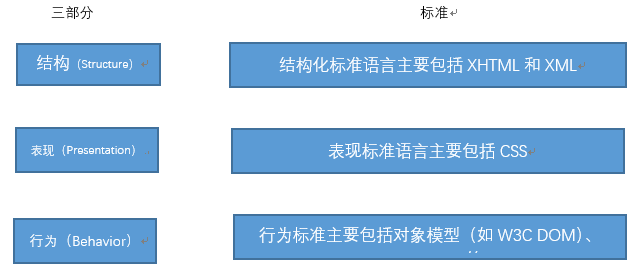 三部分 标准
结构（Structure） 结构化标准语言主要包括 XHTML 和 XML
表现（Presentation） 表现标准语言主要包括 CSS
行为（Behavior） 行为标准主要包括对象模型（如 W3C DOM）、